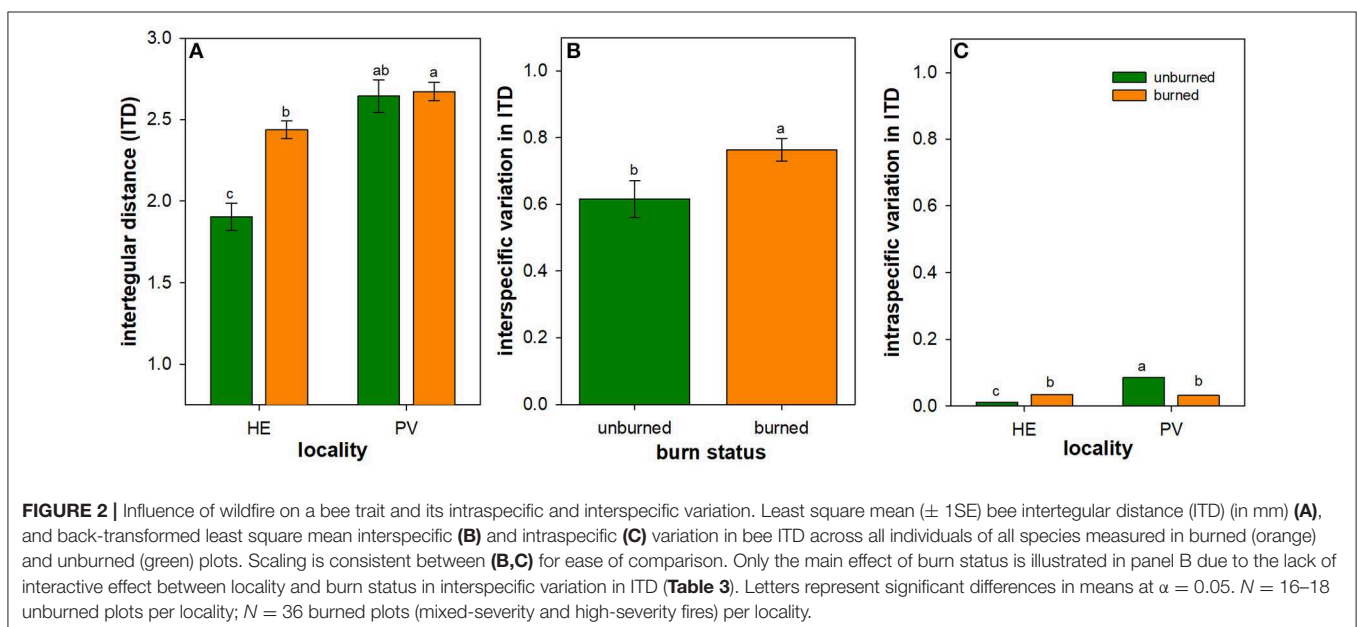 A
3.0
2.5
2.0
1.5
1.0
intertegular distance (ITD)
c
b
ab
a
HE
PV
locality
B
1.0
0.8
0.6
0.4
0.2
0.0
interspecific variation in ITD
b
a
unburned
burned
burn status
C
1.0
0.8
0.6
0.4
0.2
0.0
intraspecific variation in ITD
unburned
burned
c
b
a
b
HE
PV
locality
FIGURE 2 | Influence of wildfire on a bee trait and its intraspecific and interspecific variation. Least square mean (± 1SE) bee intertegular distance (ITD) (in mm) (A),
and back-transformed least square mean interspecific (B) and intraspecific (C) variation in bee ITD across all individuals of all species measured in burned (orange)
and unburned (green) plots. Scaling is consistent between (B,C) for ease of comparison. Only the main effect of burn status is illustrated in panel B due to the lack of
interactive effect between locality and burn status in interspecific variation in ITD (Table 3). Letters represent significant differences in means at α = 0.05. N = 16–18
unburned plots per locality; N = 36 burned plots (mixed-severity and high-severity fires) per locality.